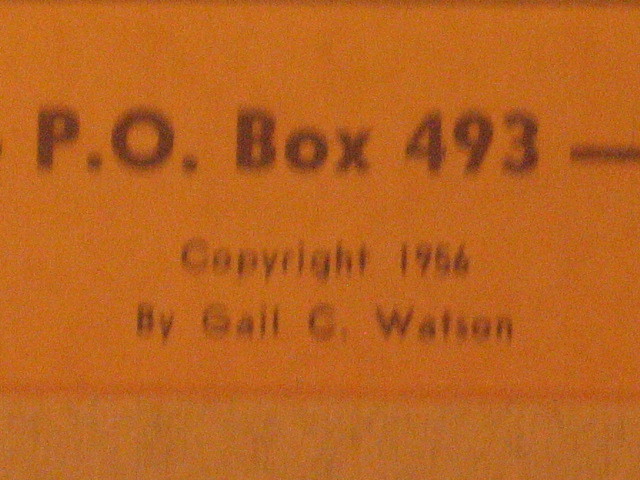 P.O. Box 493 —
Copyright 1956
By Gail C. Watson